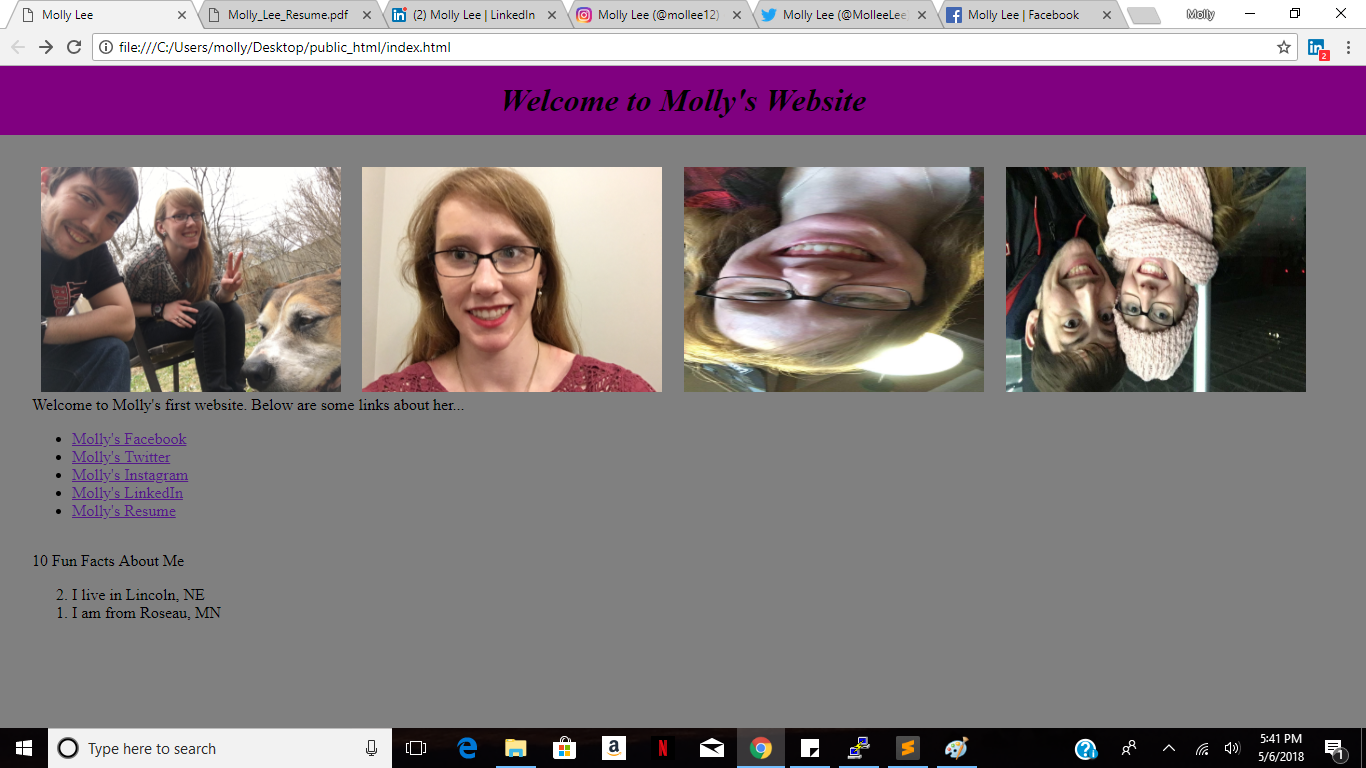 Molly Lee
Molly_Lee_Resume.pdf
(2) Molly Lee | LinkedIn
Molly Lee (@mollee12)
Molly Lee (@MolleeLee
Molly Lee | Facebook
Molly
file:///C:/Users/molly/Desktop/public_html/index.html
2
Welcome to Molly's Website
Welcome to Molly's first website. Below are some links about her...
• Molly's Facebook
• Molly's Twitter
• Molly's Instagram
• Molly's LinkedIn
• Molly's Resume
10 Fun Facts About Me
2. I live in Lincoln, NE
1. I am from Roseau, MN
Type here to search
5:41 PM
5/6/2018
1